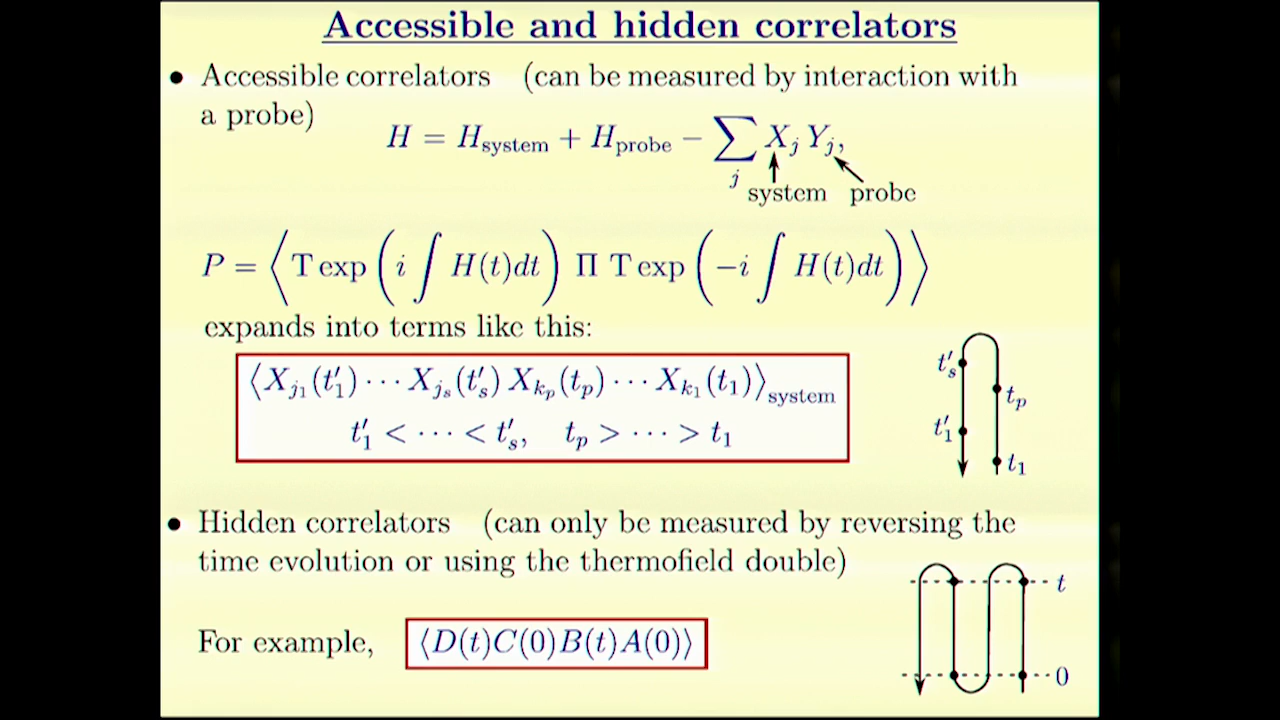 Accessible and hidden correlators
• Accessible correlators (can be measured by interaction with
a probe)
H = H_system + H_probe − ∑_j X_j Y_j,
system probe
P = ⟨T exp(i ∫ H(t)dt) Π T exp(−i ∫ H(t)dt)⟩
expands into terms like this:
⟨X_{j_1}(t′_1) ⋯ X_{j_s}(t′_s) X_{k_p}(t_p) ⋯ X_{k_1}(t_1)⟩_system
t′_1 < ⋯ < t′_s, t_p > ⋯ > t_1
t′_s
t_p
t′_1
t_1
• Hidden correlators (can only be measured by reversing the
time evolution or using the thermofield double)
t
For example, ⟨D(t)C(0)B(t)A(0)⟩
0